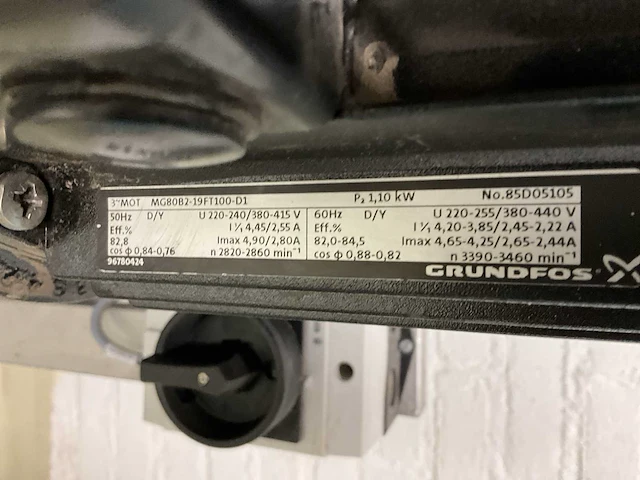 3~MOT MG80B2-19FT100-D1 P₂ 1,10 kW No.85D05105
50Hz D/Y U 220-240/380-415 V 60Hz D/Y U 220-255/380-440 V
Eff.% I 1/1 4,45/2,55 A Eff.% I 1/1 4,20-3,85/2,45-2,22 A
82,8 Imax 4,90/2,80A 82,0-84,5 Imax 4,65-4,25/2,65-2,44A
cos φ 0,84-0,76 n 2820-2860 min⁻¹ cos φ 0,88-0,82 n 3390-3460 min⁻¹
96780424
GRUNDFOS